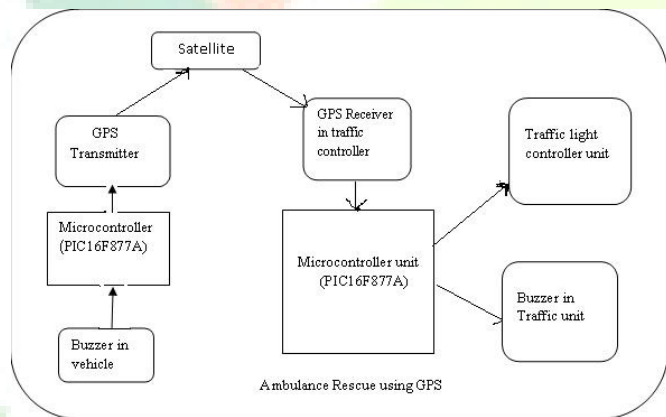 Satellite
GPS
Transmitter
GPS Receiver
in traffic
controller
Traffic light
controller unit
Microcontroller
(PIC16F877A)
Microcontroller unit
(PIC16F877A)
Buzzer in
vehicle
Buzzer in
Traffic unit
Ambulance Rescue using GPS